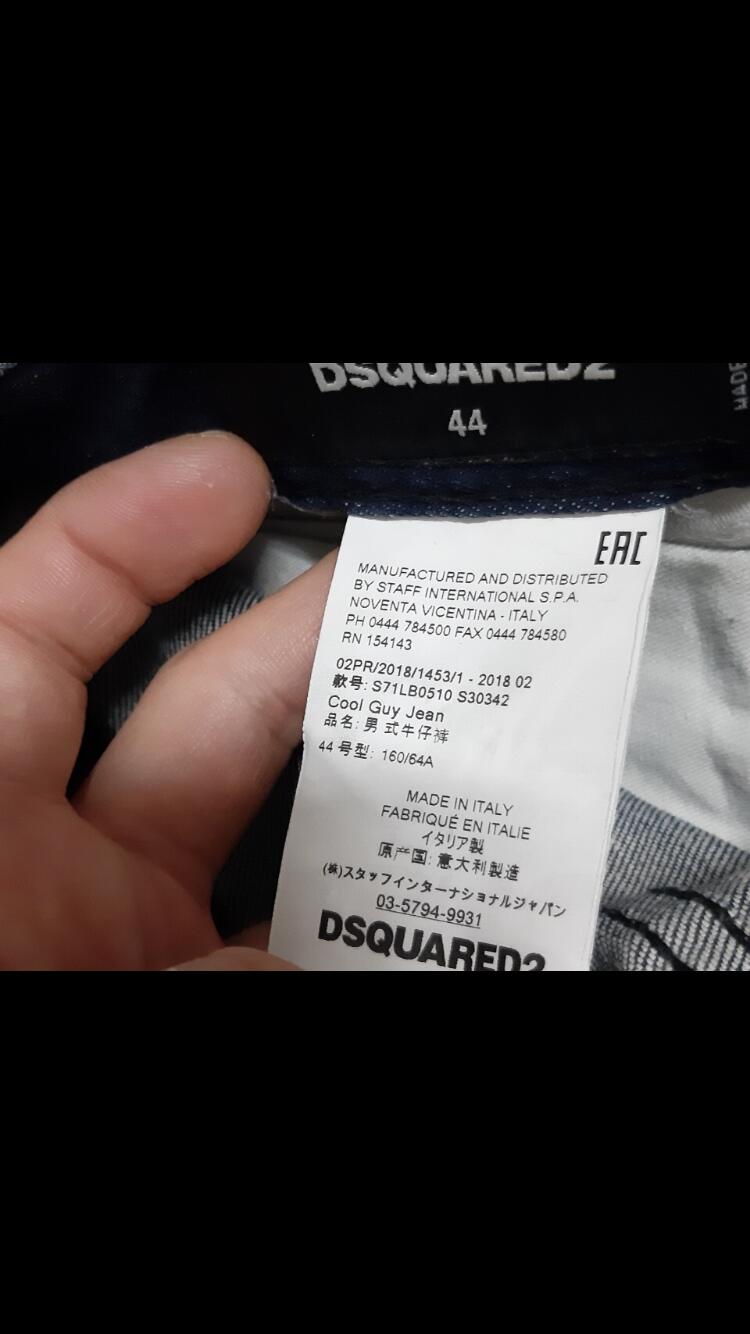 DSQUARED2
44
MADE
EAC
MANUFACTURED AND DISTRIBUTED
BY STAFF INTERNATIONAL S.P.A.
NOVENTA VICENTINA - ITALY
PH 0444 784500 FAX 0444 784580
RN 154143
02PR/2018/1453/1 - 2018 02
款号: S71LB0510 S30342
Cool Guy Jean
品名: 男 式牛仔裤
44 号型: 160/64A
MADE IN ITALY
FABRIQUÉ EN ITALIE
イタリア製
原产国: 意大利製造
(株)スタッフインターナショナルジャパン
03-5794-9931
DSQUARED2